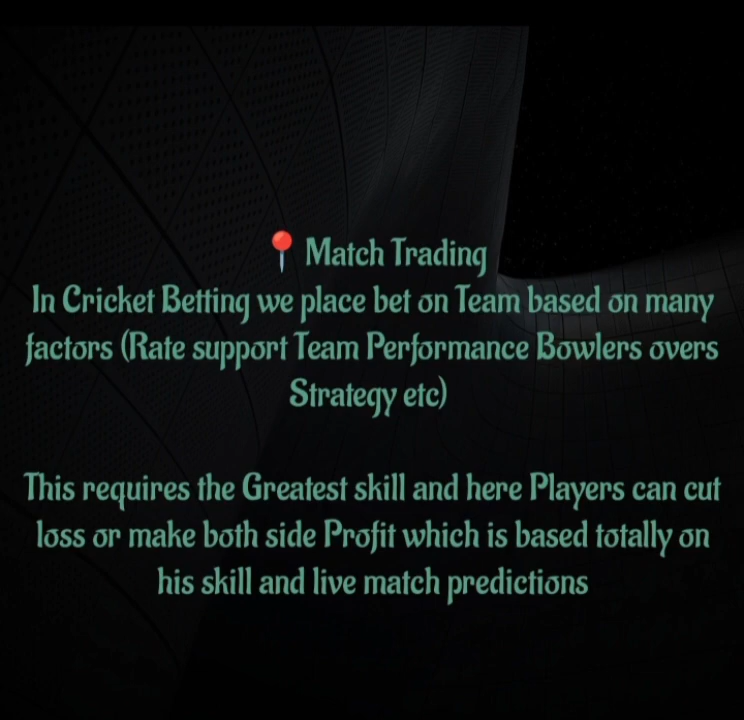 📍 Match Trading
In Cricket Betting we place bet on Team based on many
factors (Rate support Team Performance Bowlers overs
Strategy etc)
This requires the Greatest skill and here Players can cut
loss or make both side Profit which is based totally on
his skill and live match predictions